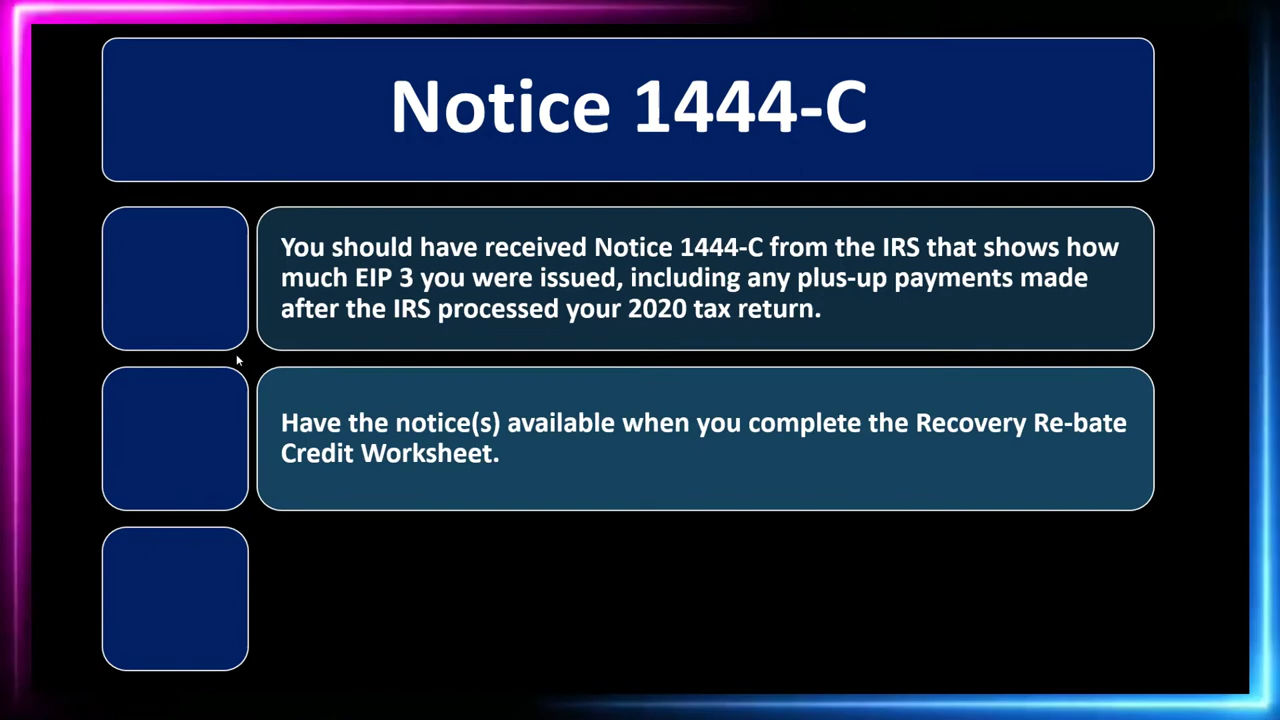 Notice 1444-C
You should have received Notice 1444-C from the IRS that shows how
much EIP 3 you were issued, including any plus-up payments made
after the IRS processed your 2020 tax return.
Have the notice(s) available when you complete the Recovery Re-bate
Credit Worksheet.